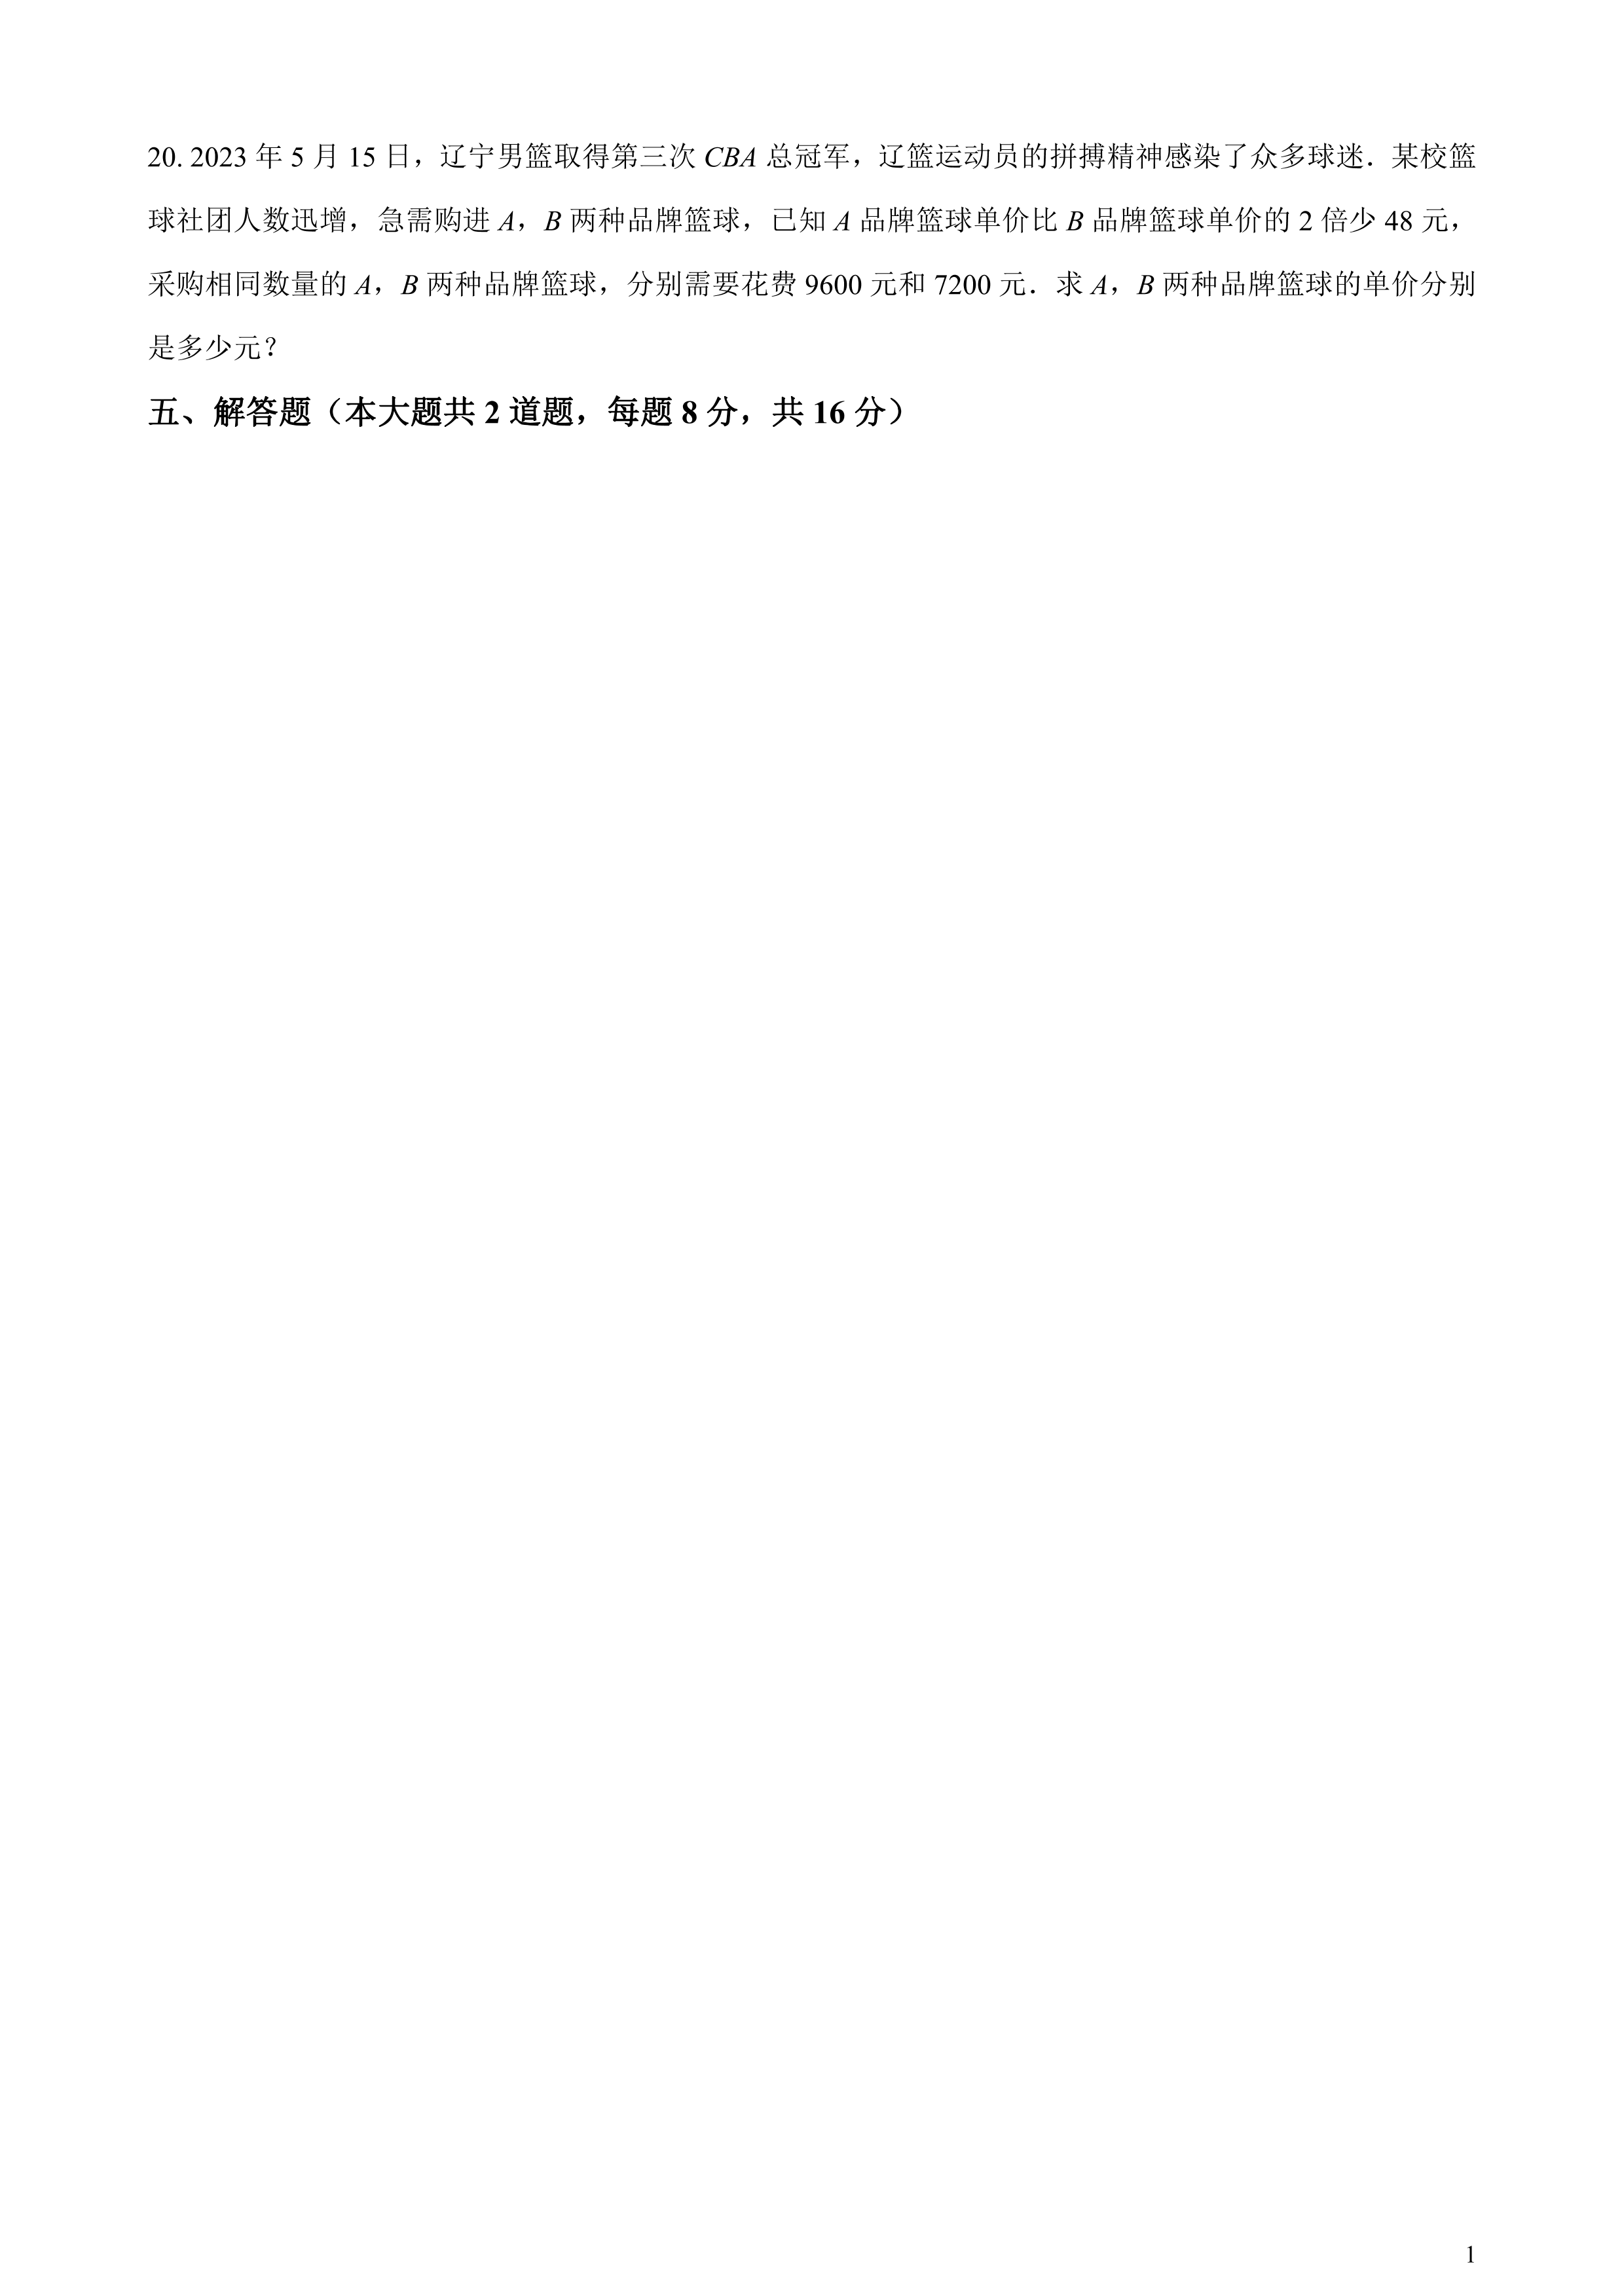 20. 2023 年 5 月 15 日，辽宁男篮取得第三次 CBA 总冠军，辽篮运动员的拼搏精神感染了众多球迷．某校篮
球社团人数迅增，急需购进 A，B 两种品牌篮球，已知 A 品牌篮球单价比 B 品牌篮球单价的 2 倍少 48 元，
采购相同数量的 A，B 两种品牌篮球，分别需要花费 9600 元和 7200 元．求 A，B 两种品牌篮球的单价分别
是多少元？
五、解答题（本大题共 2 道题，每题 8 分，共 16 分）
1